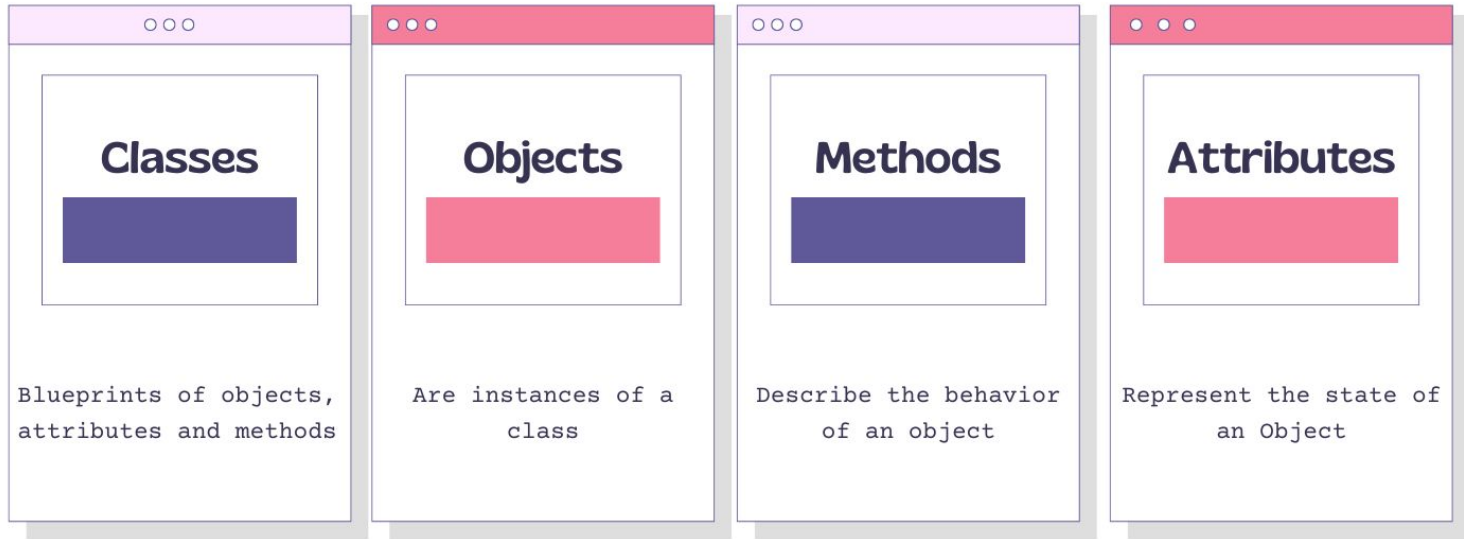 Classes
Blueprints of objects,
attributes and methods
Objects
Are instances of a
class
Methods
Describe the behavior
of an object
Attributes
Represent the state of
an Object